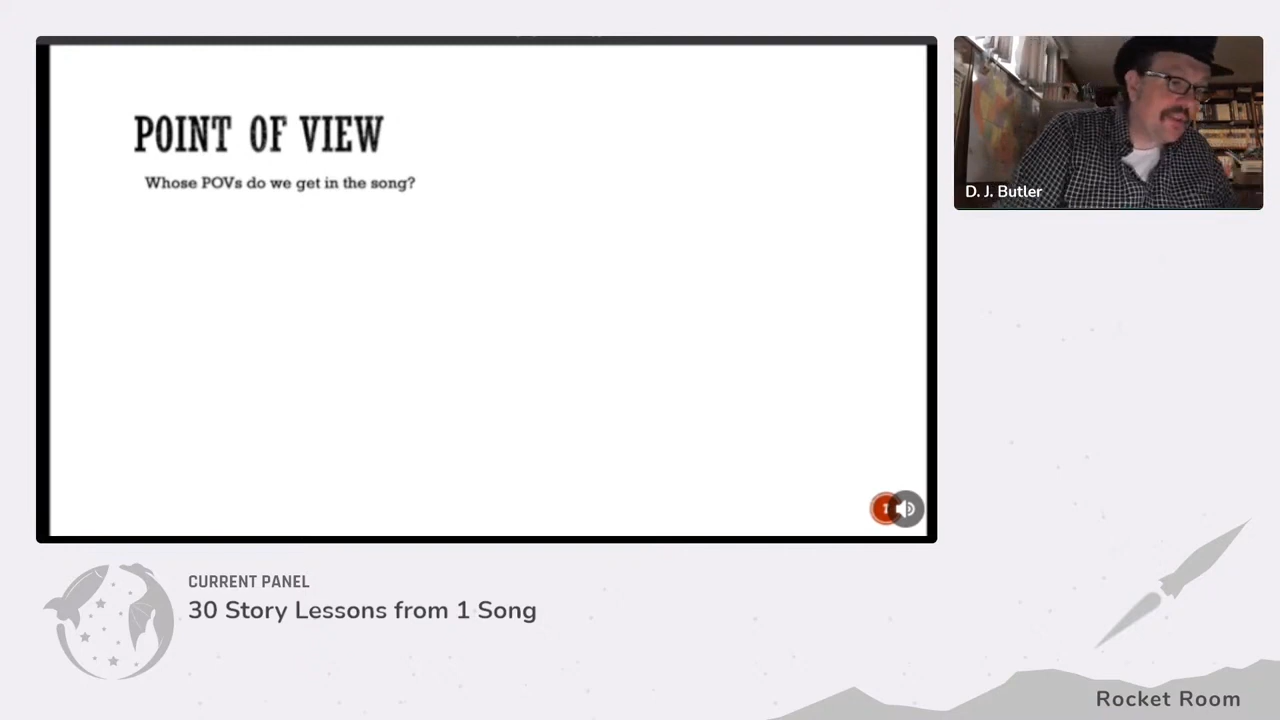 POINT OF VIEW
Whose POVs do we get in the song?
D. J. Butler
CURRENT PANEL
30 Story Lessons from 1 Song
Rocket Room